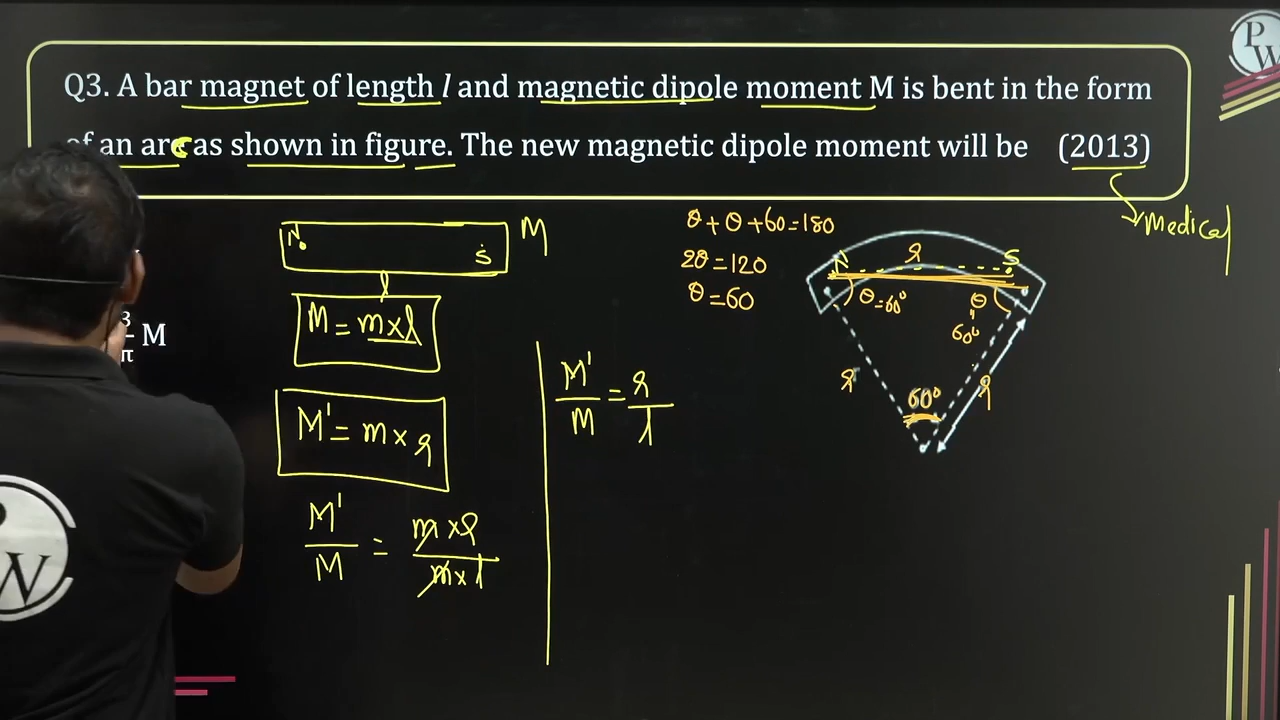 Q3. A bar magnet of length l and magnetic dipole moment M is bent in the form
of an arc as shown in figure. The new magnetic dipole moment will be (2013)
Medical
N S M
l
M = m×l
M' = m × r
M'/M = m×r/m×l
M'/M = r/l
θ + θ + 60 = 180
2θ = 120
θ = 60
N r S
θ = 60° θ
60°
r 60° r
3/π M
P
W
W